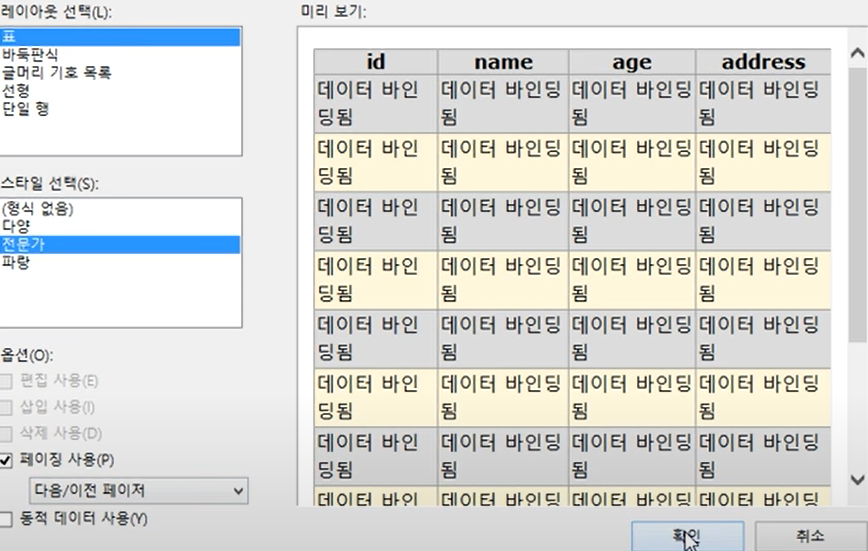 레이아웃 선택(L):
표
바둑판식
글머리 기호 목록
선형
단일 행
스타일 선택(S):
(형식 없음)
다양
전문가
파랑
옵션(O):
편집 사용(E)
삽입 사용(I)
삭제 사용(D)
페이징 사용(P)
다음/이전 페이저
동적 데이터 사용(Y)
미리 보기:
id name age address
데이터 바인 데이터 바인딩 데이터 바인딩 데이터 바인딩
딩됨 됨 됨 됨
데이터 바인 데이터 바인딩 데이터 바인딩 데이터 바인딩
딩됨 됨 됨 됨
데이터 바인 데이터 바인딩 데이터 바인딩 데이터 바인딩
딩됨 됨 됨 됨
데이터 바인 데이터 바인딩 데이터 바인딩 데이터 바인딩
딩됨 됨 됨 됨
데이터 바인 데이터 바인딩 데이터 바인딩 데이터 바인딩
딩됨 됨 됨 됨
데이터 바인 데이터 바인딩 데이터 바인딩 데이터 바인딩
딩됨 됨 됨 됨
데이터 바인 데이터 바인딩 데이터 바인딩 데이터 바인딩
딩됨 됨 됨 됨
데이터 바인 데이터 바인딩 데이터 바인딩 데이터 바인딩
확인 취소